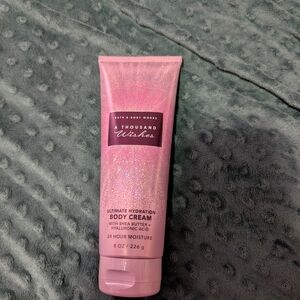 BATH & BODY WORKS
A THOUSAND
Wishes
ULTIMATE HYDRATION
BODY CREAM
WITH SHEA BUTTER +
HYALURONIC ACID
24 HOUR MOISTURE
8 OZ / 226 g